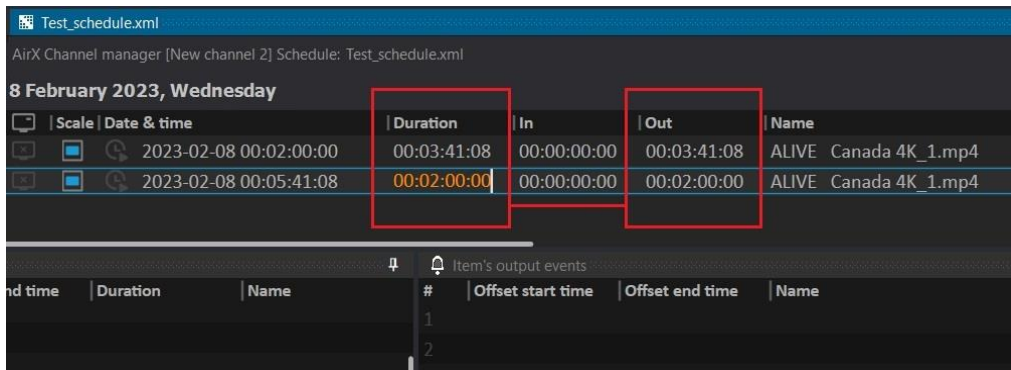 Test_schedule.xml
AirX Channel manager [New channel 2] Schedule: Test_schedule.xml
8 February 2023, Wednesday
Scale Date & time Duration In Out Name
2023-02-08 00:02:00:00 00:03:41:08 00:00:00:00 00:03:41:08 ALIVE Canada 4K_1.mp4
2023-02-08 00:05:41:08 00:02:00:00 00:00:00:00 00:02:00:00 ALIVE Canada 4K_1.mp4
Item's output events
nd time Duration Name # Offset start time Offset end time Name
1
2